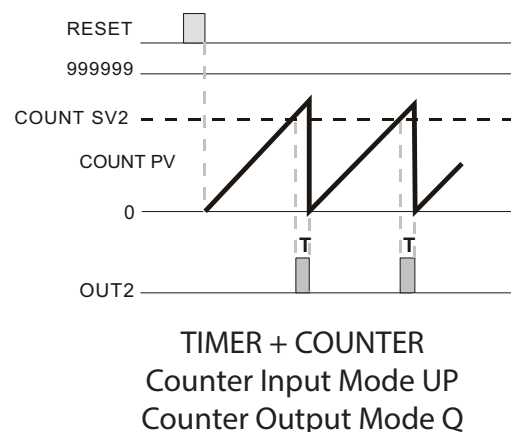 RESET
999999
COUNT SV2
COUNT PV
0
T T
OUT2
TIMER + COUNTER
Counter Input Mode UP
Counter Output Mode Q